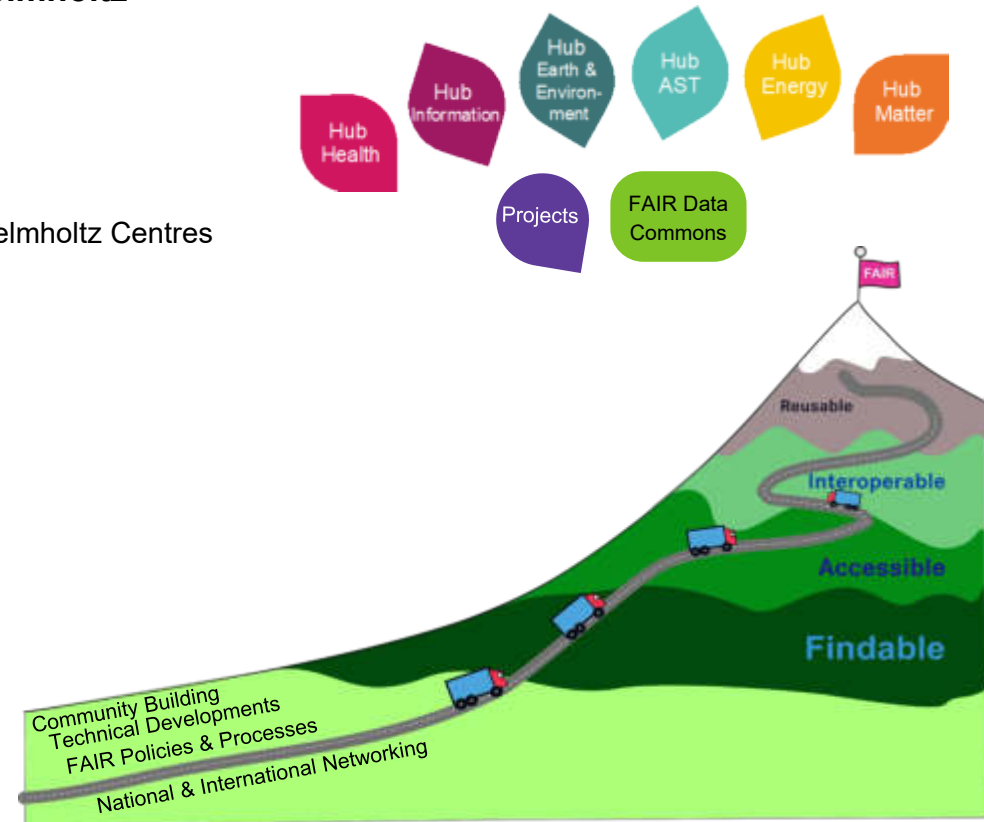 Hub
Health
Hub
Information
Hub
Earth &
Environ-
ment
Hub
AST
Hub
Energy
Hub
Matter
Projects
FAIR Data
Commons
elmholtz Centres
FAIR
Reusable
Interoperable
Accessible
Findable
Community Building
Technical Developments
FAIR Policies & Processes
National & International Networking